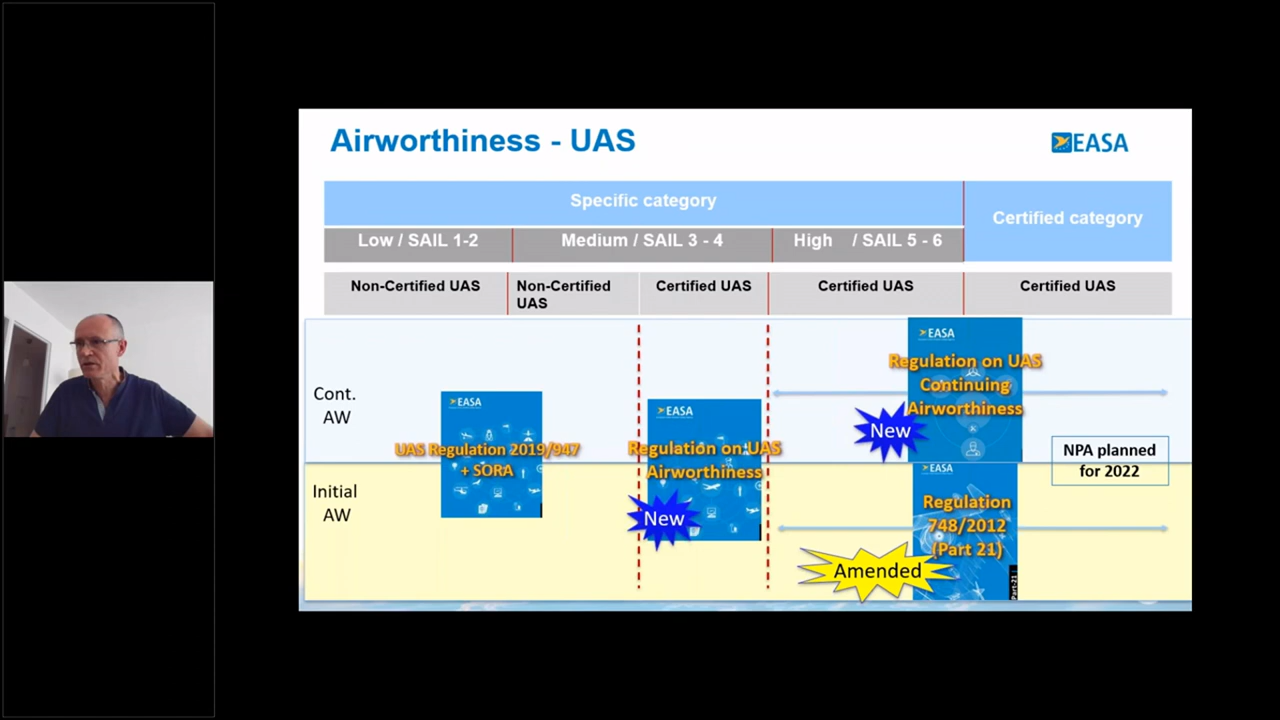 Airworthiness - UAS
EASA
Specific category
Certified category
Low / SAIL 1-2
Medium / SAIL 3 - 4
High / SAIL 5 - 6
Non-Certified UAS
Non-Certified
UAS
Certified UAS
Certified UAS
Certified UAS
Cont.
AW
EASA
UAS Regulation 2019/947
+ SORA
EASA
Regulation on UAS
Airworthiness
New
EASA
Regulation on UAS
Continuing
Airworthiness
New
NPA planned
for 2022
Initial
AW
EASA
Regulation
748/2012
(Part 21)
Amended
Part-21